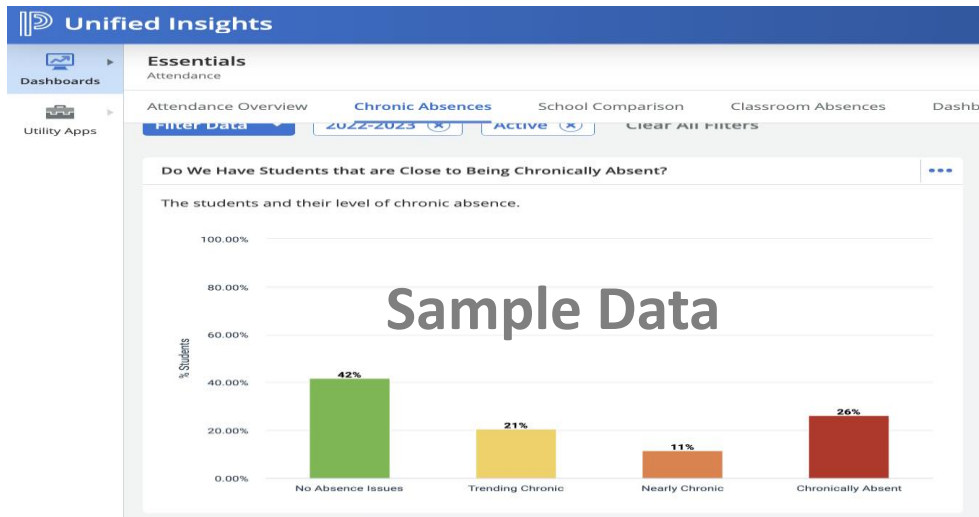 Unified Insights
Dashboards
Utility Apps
Essentials
Attendance
Attendance Overview Chronic Absences School Comparison Classroom Absences Dashb
Filter Data 2022-2023 Active Clear All Filters
Do We Have Students that are Close to Being Chronically Absent?
The students and their level of chronic absence.
% Students
100.00%
80.00%
60.00%
40.00%
20.00%
0.00%
Sample Data
42%
21%
11%
26%
No Absence Issues Trending Chronic Nearly Chronic Chronically Absent